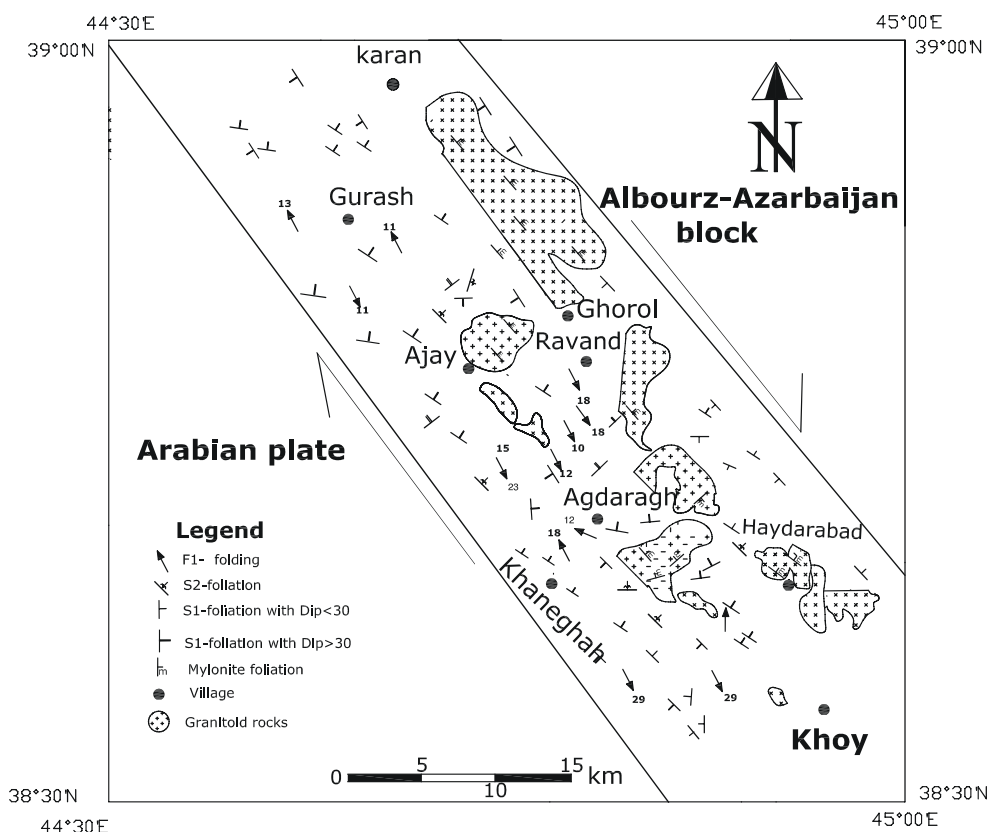 44°30'E
45°00'E
39°00'N
39°00'N
karan
N
Albourz-Azarbaijan
block
Gurash
13
11
11
Ghorol
Ravand
Ajay
18
18
10
Arabian plate
15
12
23
Agdaragh
12
18
Haydarabad
Khaneghah
Legend
F1- folding
S2-foliation
S1-foliation with Dip<30
S1-foliation with Dip>30
m Mylonite foliation
Village
Granitoid rocks
29
29
Khoy
0 5 10 15 km
38°30'N
38°30'N
44°30'E
45°00'E